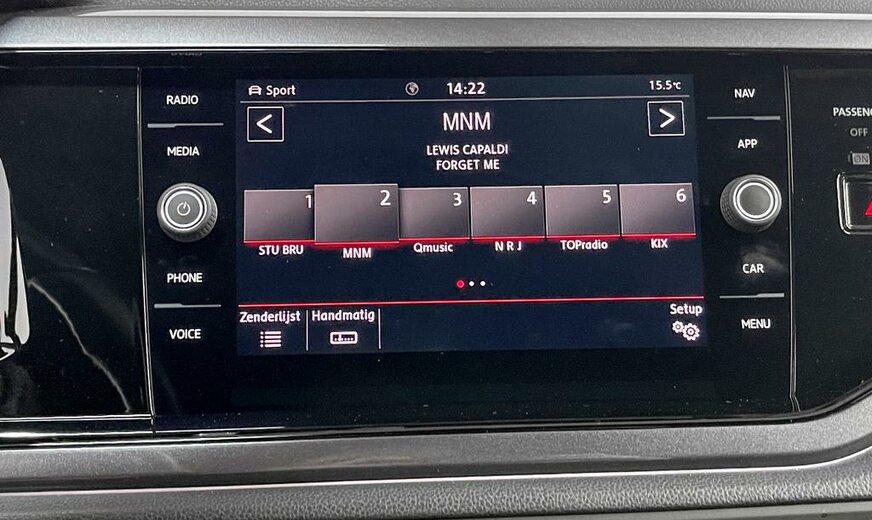 RADIO
MEDIA
PHONE
VOICE
Sport 14:22 15.5°C
< MNM >
LEWIS CAPALDI
FORGET ME
1 2 3 4 5 6
STU BRU MNM Qmusic N R J TOPradio KIX
Zenderlijst Handmatig Setup
NAV
APP
CAR
MENU
PASSENG
OFF
ON